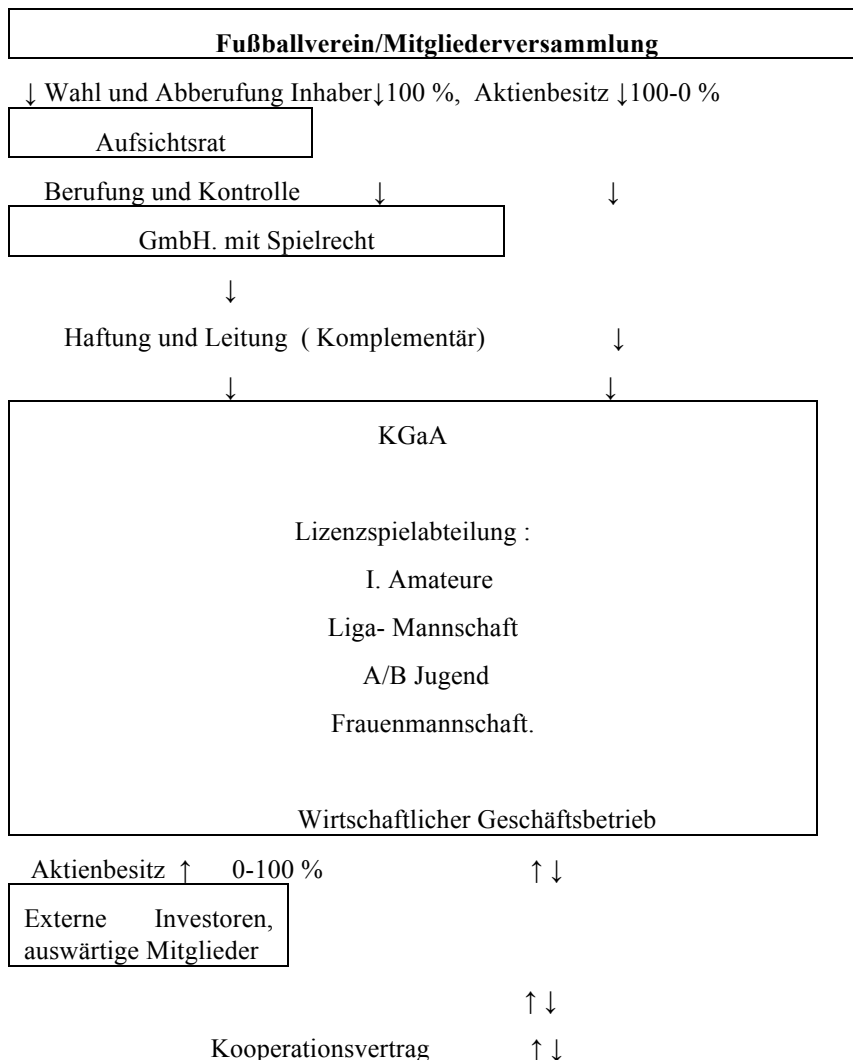 Fußballverein/Mitgliederversammlung
↓ Wahl und Abberufung Inhaber↓100 %, Aktienbesitz ↓100-0 %
Aufsichtsrat
Berufung und Kontrolle ↓ ↓
GmbH. mit Spielrecht
↓
Haftung und Leitung ( Komplementär) ↓
↓ ↓
KGaA
Lizenzspielabteilung :
I. Amateure
Liga- Mannschaft
A/B Jugend
Frauenmannschaft.
Wirtschaftlicher Geschäftsbetrieb
Aktienbesitz ↑ 0-100 % ↑↓
Externe Investoren,
auswärtige Mitglieder
↑↓
Kooperationsvertrag ↑↓